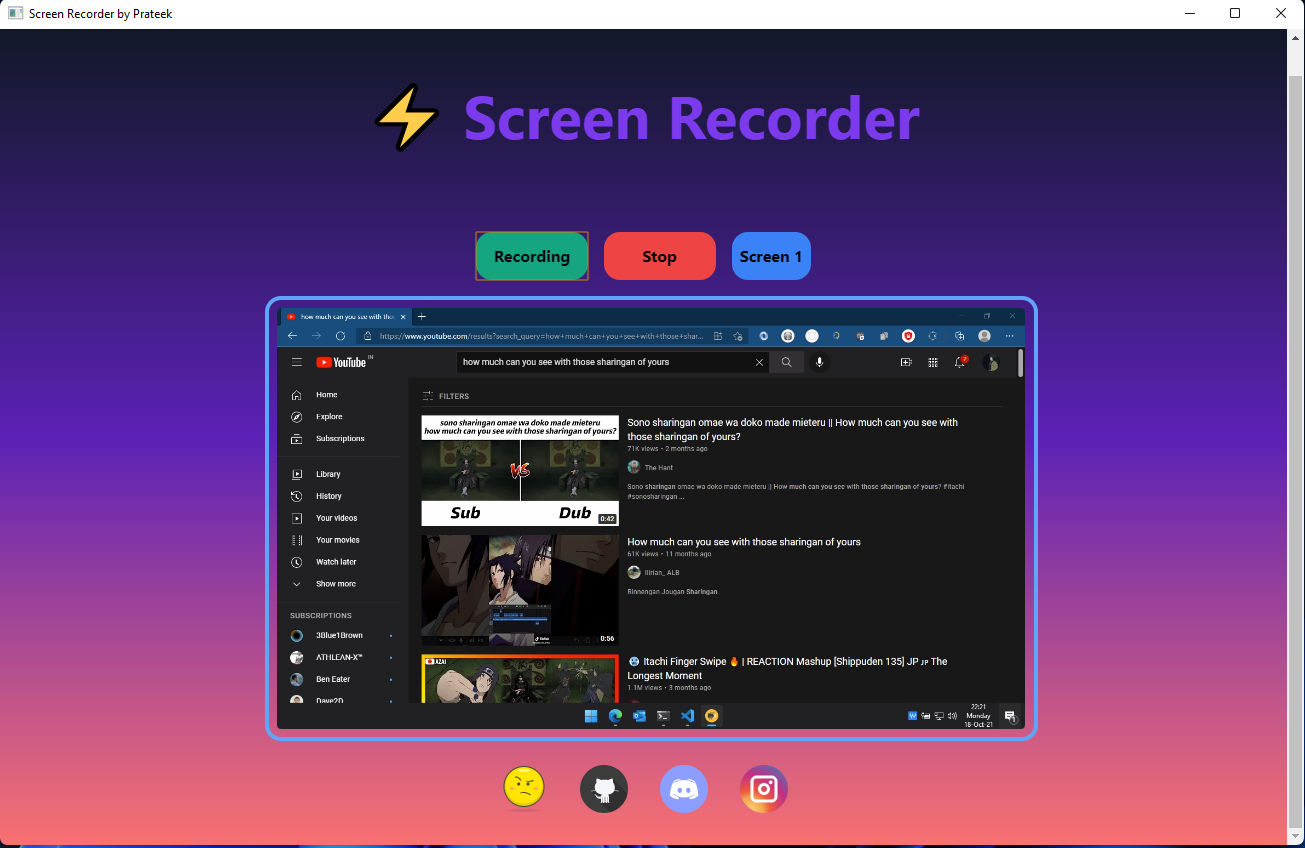 Screen Recorder by Prateek
Screen Recorder
Recording
Stop
Screen 1
how much can you see with tho
https://www.youtube.com/results?search_query=how+much+can+you+see+with+those+shar...
YouTube IN
how much can you see with those sharingan of yours
7
Home
Explore
Subscriptions
Library
History
Your videos
Your movies
Watch later
Show more
SUBSCRIPTIONS
3Blue1Brown
ATHLEAN-X™
Ben Eater
Dave2D
FILTERS
sono sharingan omae wa doko made mieteru
how much can you see with those sharingan of yours?
VS
Sub
Dub
0:42
Sono sharingan omae wa doko made mieteru || How much can you see with
those sharingan of yours?
71K views • 2 months ago
The Hant
Sono sharingan omae wa doko made mieteru || How much can you see with those sharingan of yours? #itachi
#sonosharingan ...
0:56
How much can you see with those sharingan of yours
61K views • 11 months ago
Ilirian_ ALB
Rinnengan Jougan Sharingan.
AZAI
Itachi Finger Swipe 🔥 | REACTION Mashup [Shippuden 135] JP ᴊᴘ The
Longest Moment
1.1M views • 3 months ago
22:21
Monday
18-Oct-21